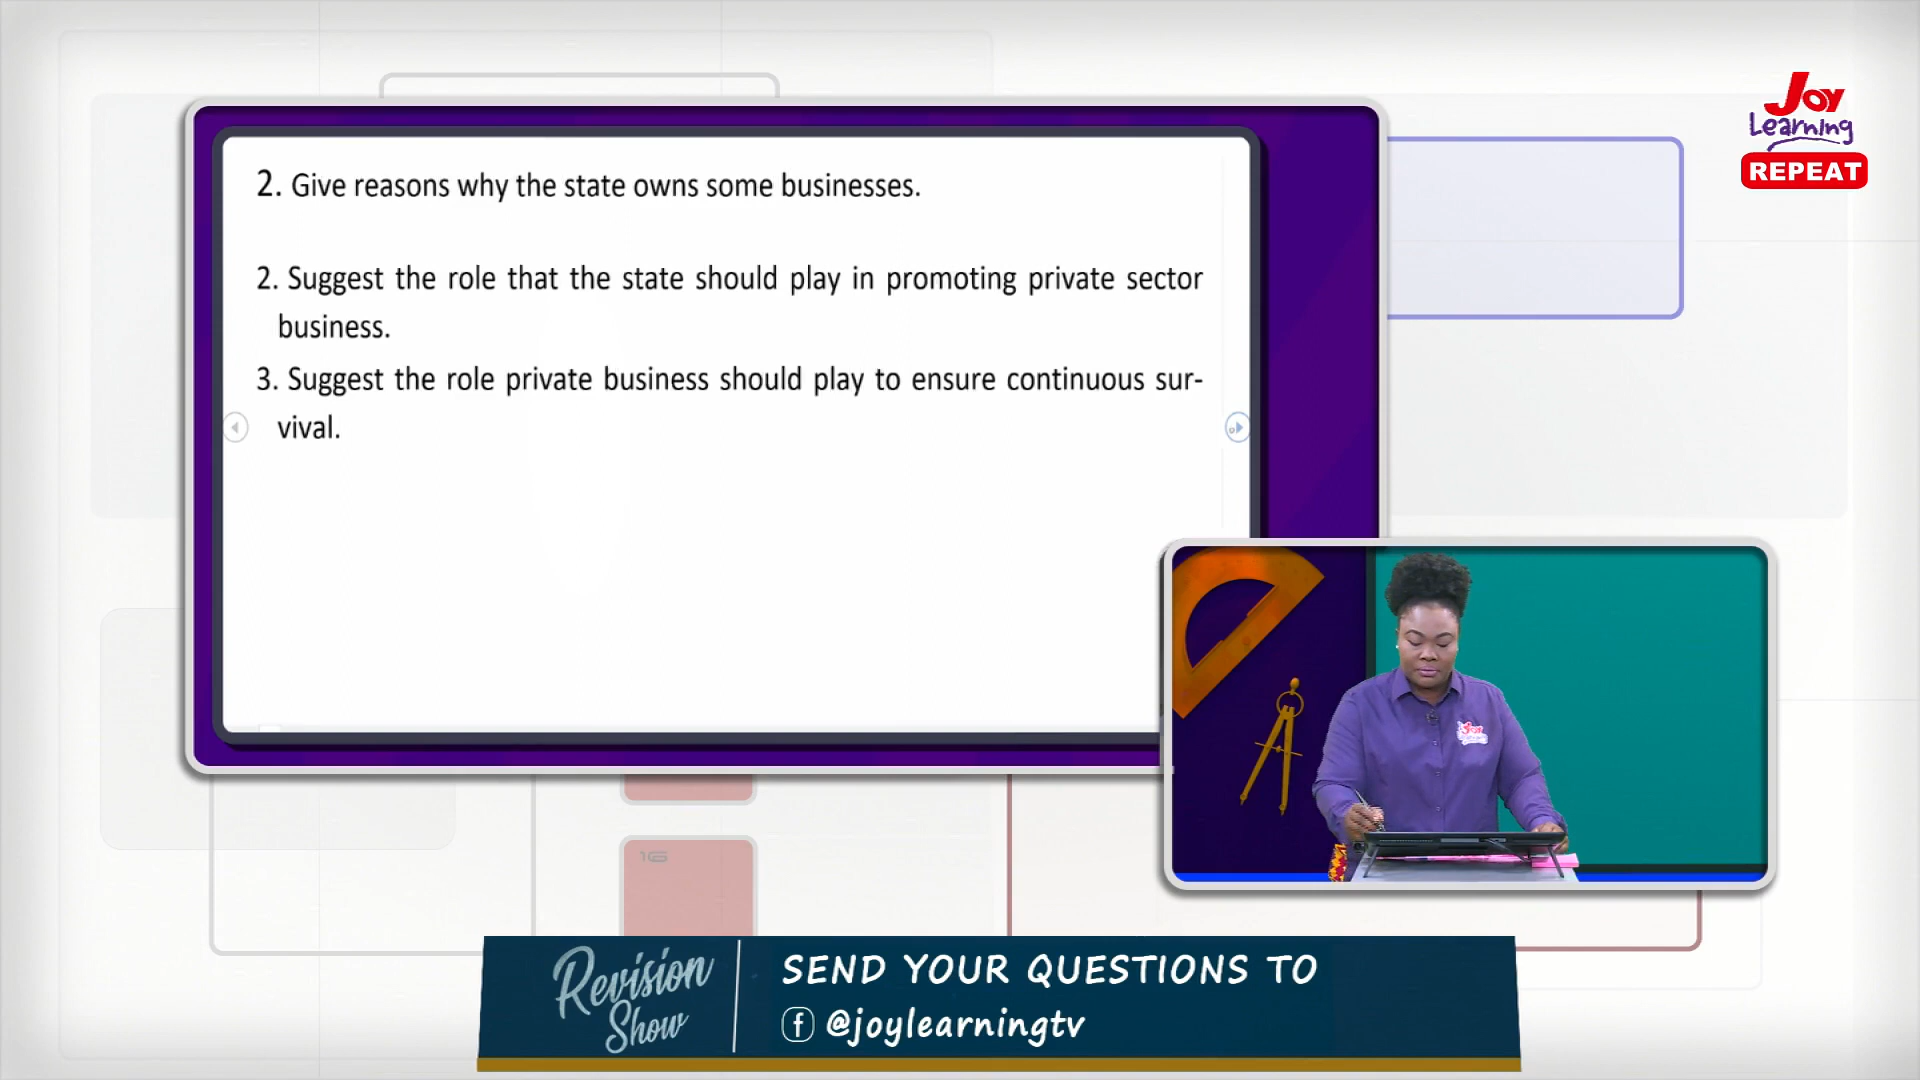 2. Give reasons why the state owns some businesses.
2. Suggest the role that the state should play in promoting private sector
business.
3. Suggest the role private business should play to ensure continuous sur-
vival.
Joy
Learning
REPEAT
Joy
16
Revision
Show
SEND YOUR QUESTIONS TO
@joylearningtv